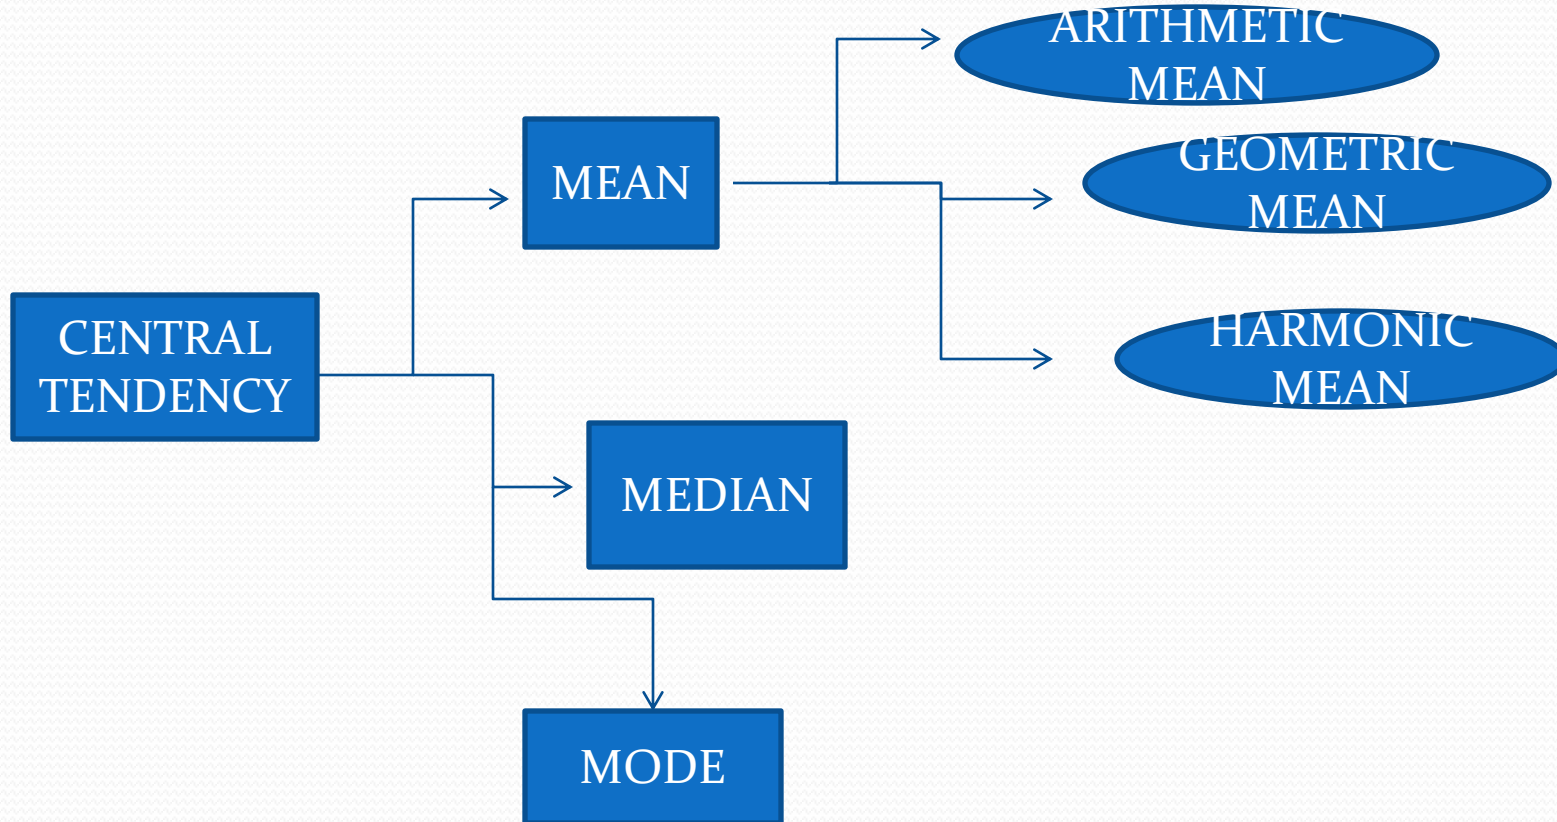 ARITHMETIC
MEAN
GEOMETRIC
MEAN
MEAN
HARMONIC
MEAN
CENTRAL
TENDENCY
MEDIAN
MODE